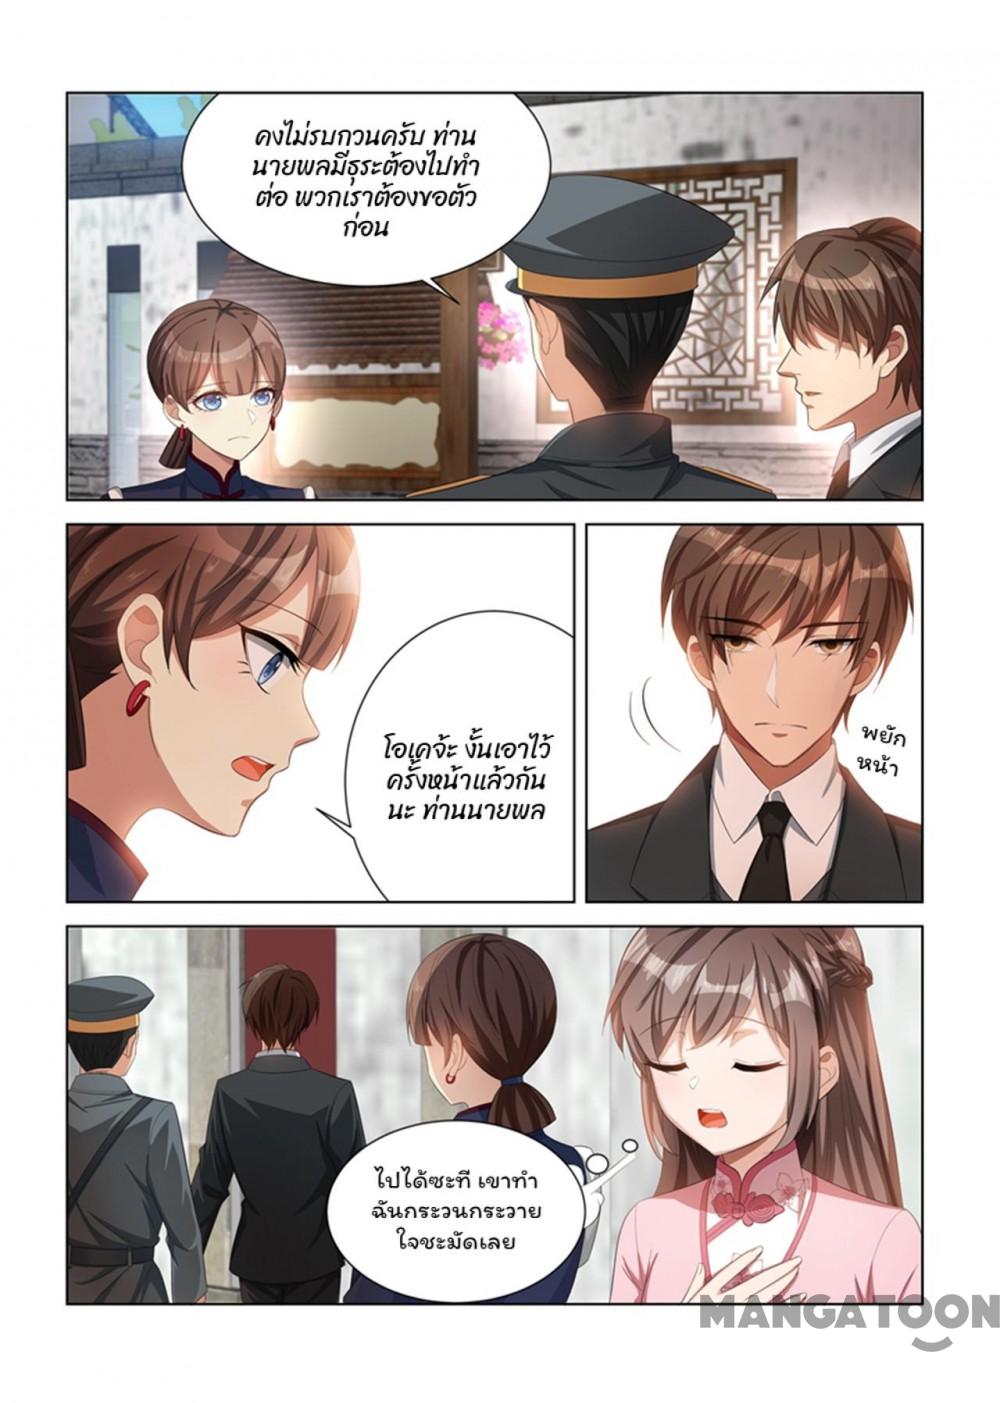 คงไม่รบกวนครับ ท่าน
นายพลมีธุระต้องไปทำ
ต่อ พวกเราต้องขอตัว
ก่อน
โอเคจ้ะ งั้นเอาไว้
ครั้งหน้าแล้วกัน
นะ ท่านนายพล
พยัก
หน้า
ไปได้ซะที เขาทำ
ฉันกระวนกระวาย
ใจชะมัดเลย
MANGATOON